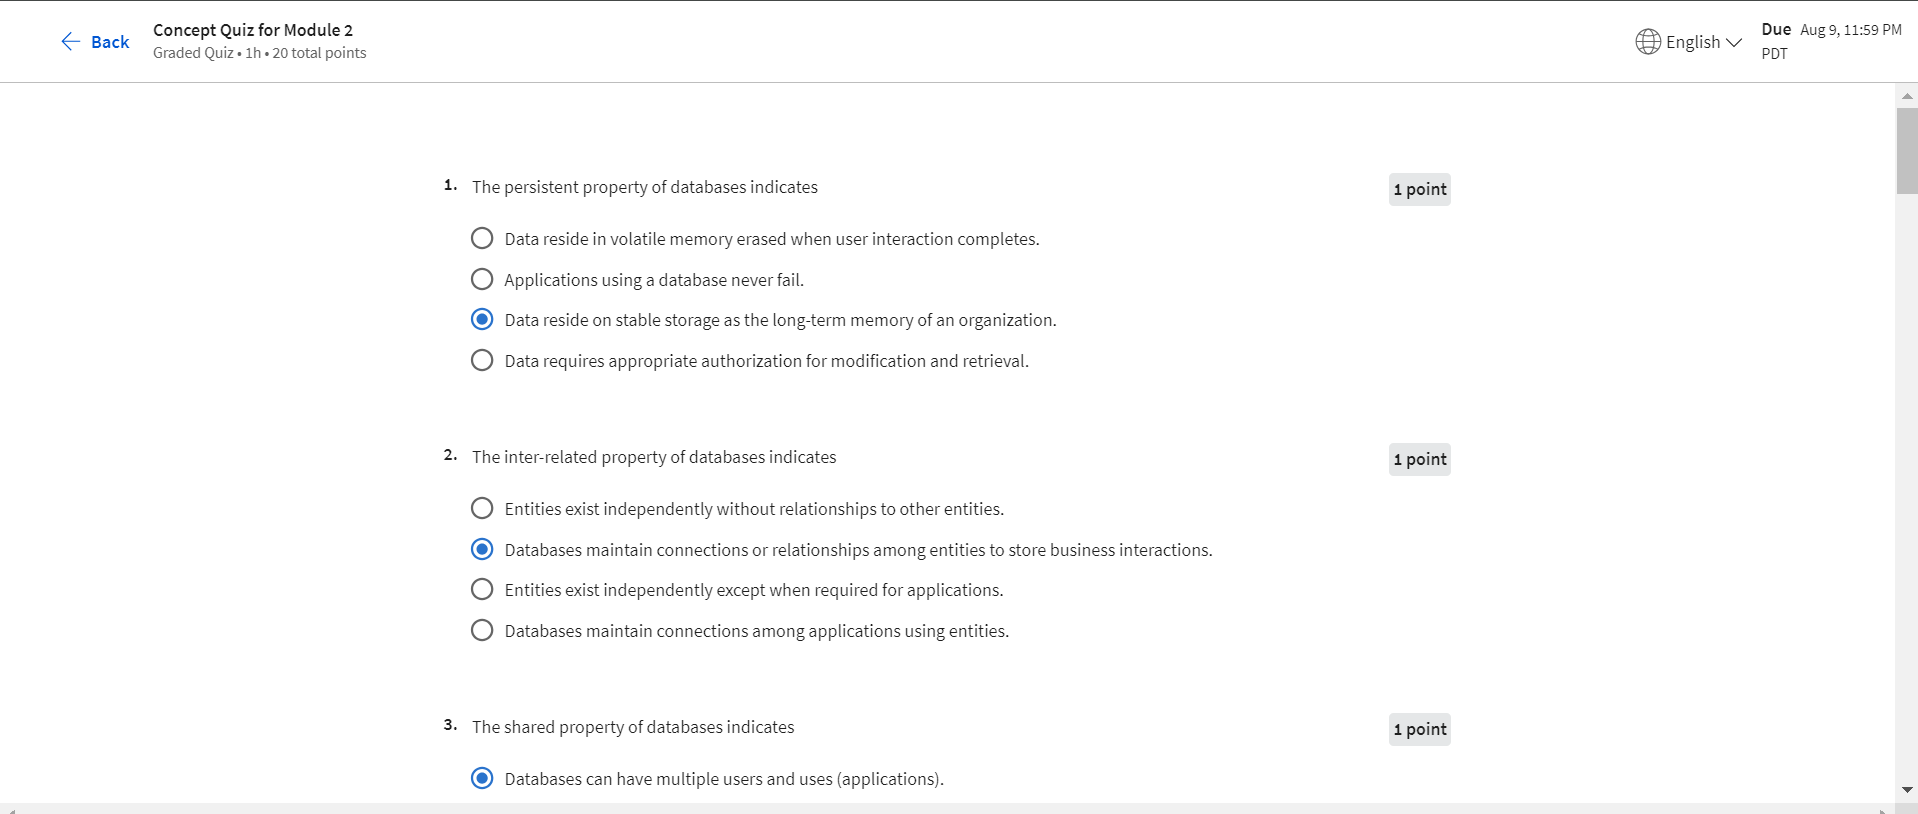 Back
Concept Quiz for Module 2
Graded Quiz • 1h • 20 total points
English
Due Aug 9, 11:59 PM
PDT
1. The persistent property of databases indicates
1 point
Data reside in volatile memory erased when user interaction completes.
Applications using a database never fail.
Data reside on stable storage as the long-term memory of an organization.
Data requires appropriate authorization for modification and retrieval.
2. The inter-related property of databases indicates
1 point
Entities exist independently without relationships to other entities.
Databases maintain connections or relationships among entities to store business interactions.
Entities exist independently except when required for applications.
Databases maintain connections among applications using entities.
3. The shared property of databases indicates
1 point
Databases can have multiple users and uses (applications).